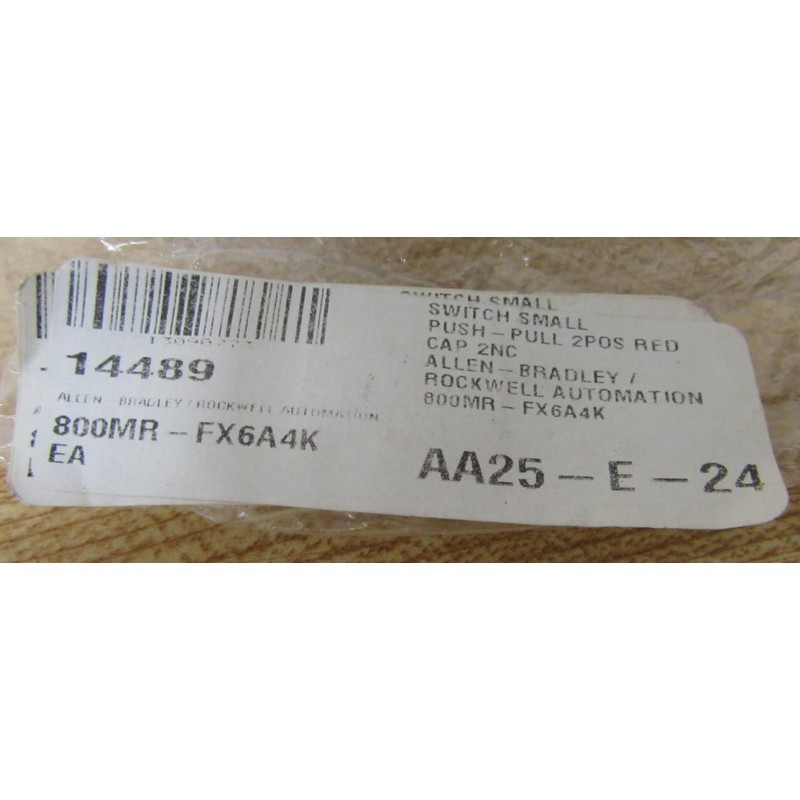 14489
ALLEN-BRADLEY / ROCKWELL AUTOMATION
800MR-FX6A4K
EA
SWITCH SMALL
SWITCH SMALL
PUSH-PULL 2POS RED
CAP 2NC
ALLEN-BRADLEY /
ROCKWELL AUTOMATION
800MR-FX6A4K
AA25-E-24